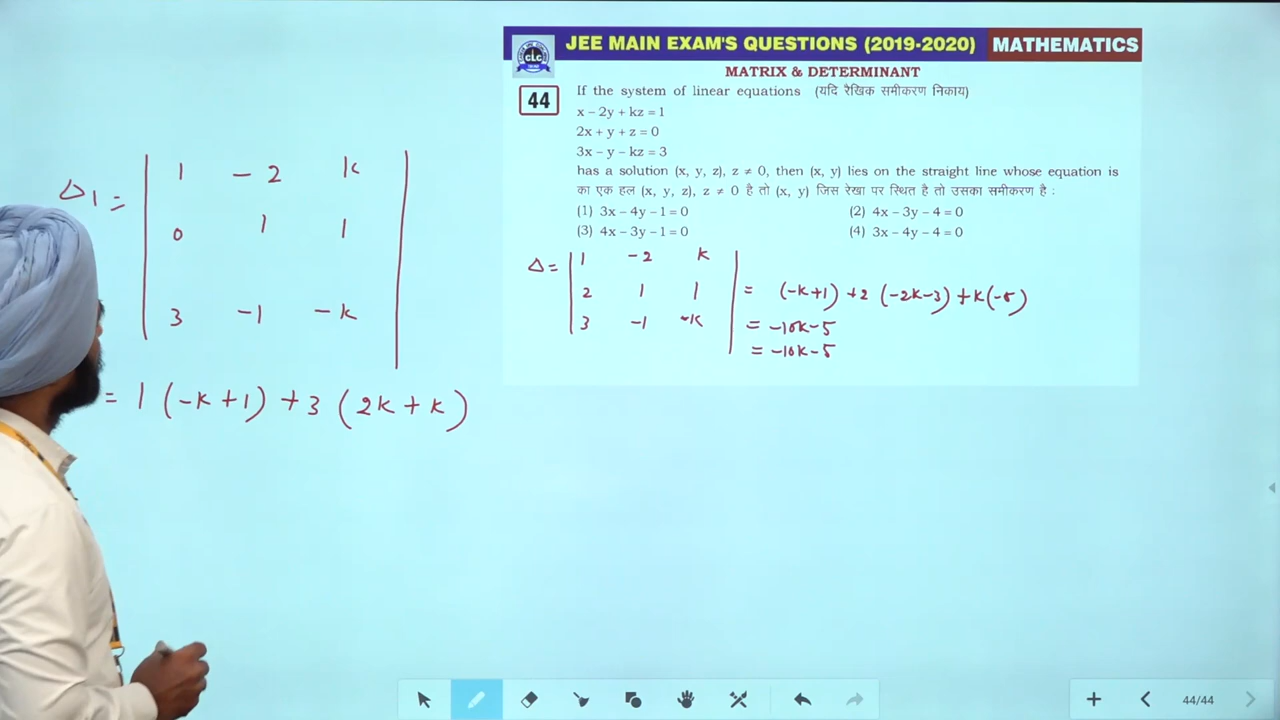 JEE MAIN EXAM'S QUESTIONS (2019-2020) MATHEMATICS
CLC
MATRIX & DETERMINANT
44 If the system of linear equations (यदि रैखिक समीकरण निकाय)
x – 2y + kz = 1
2x + y + z = 0
3x – y – kz = 3
has a solution (x, y, z), z ≠ 0, then (x, y) lies on the straight line whose equation is
का एक हल (x, y, z), z ≠ 0 है तो (x, y) जिस रेखा पर स्थित है तो उसका समीकरण है :
(1) 3x – 4y – 1 = 0 (2) 4x – 3y – 4 = 0
(3) 4x – 3y – 1 = 0 (4) 3x – 4y – 4 = 0
Δ = | 1 -2 k |
| 2 1 1 | = (-k+1) +2 (-2k-3) + k(-5)
| 3 -1 -k | = -10k-5
= -10k-5
Δ1 = | 1 -2 k |
| 0 1 1 |
| 3 -1 -k |
= 1 (-k+1) + 3 (2k+k)
44/44